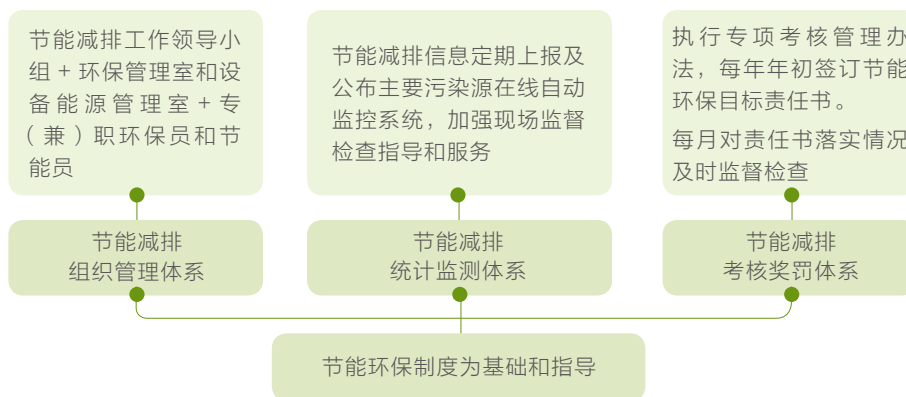 节能减排工作领导小
组 + 环保管理室和设
备能源管理室 + 专
（兼）职环保员和节
能员
节能减排信息定期上报及
公布主要污染源在线自动
监控系统，加强现场监督
检查指导和服务
执行专项考核管理办
法，每年年初签订节能
环保目标责任书。
每月对责任书落实情况
及时监督检查
节能减排
组织管理体系
节能减排
统计监测体系
节能减排
考核奖罚体系
节能环保制度为基础和指导